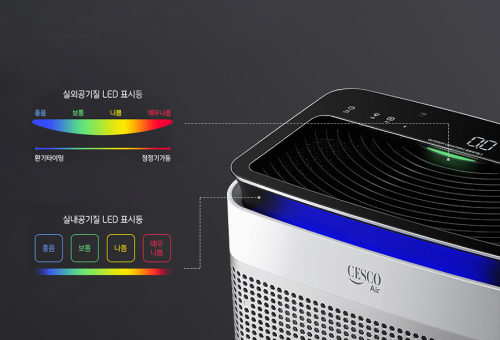 실외공기질 LED 표시등
좋음 보통 나쁨 매우나쁨
환기타이밍 청정기가동
실내공기질 LED 표시등
좋음 보통 나쁨 매우
나쁨
00
CESCO
Air